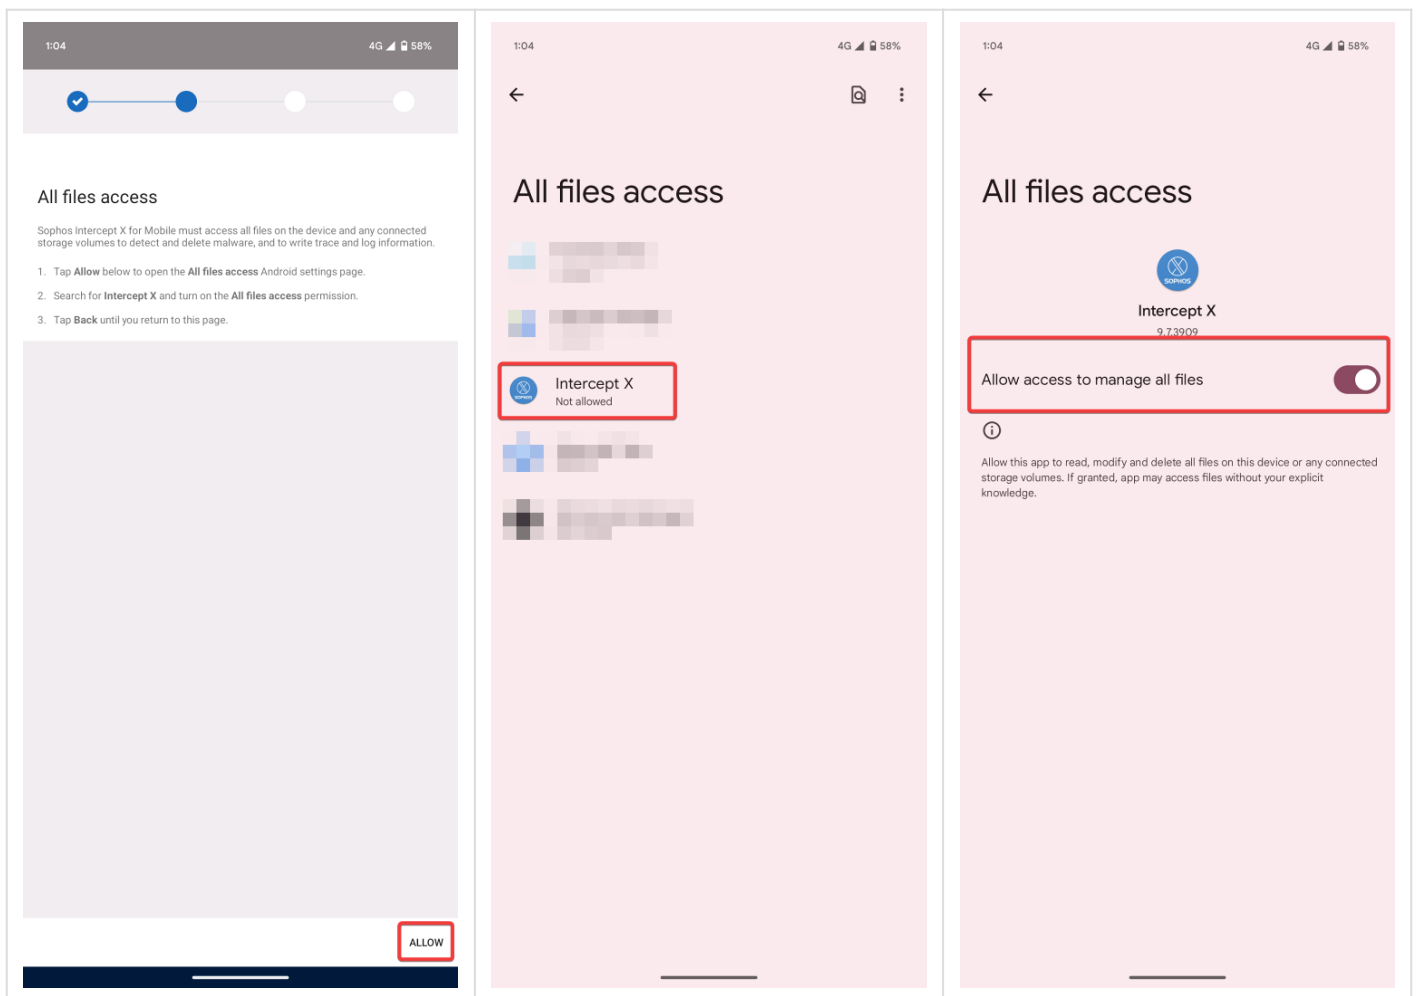 1:04
4G 58%
All files access
Sophos Intercept X for Mobile must access all files on the device and any connected
storage volumes to detect and delete malware, and to write trace and log information.
1. Tap Allow below to open the All files access Android settings page.
2. Search for Intercept X and turn on the All files access permission.
3. Tap Back until you return to this page.
ALLOW
1:04
4G 58%
All files access
SOPHOS
Intercept X
Not allowed
1:04
4G 58%
All files access
SOPHOS
Intercept X
9.7.3909
Allow access to manage all files
Allow this app to read, modify and delete all files on this device or any connected
storage volumes. If granted, app may access files without your explicit
knowledge.